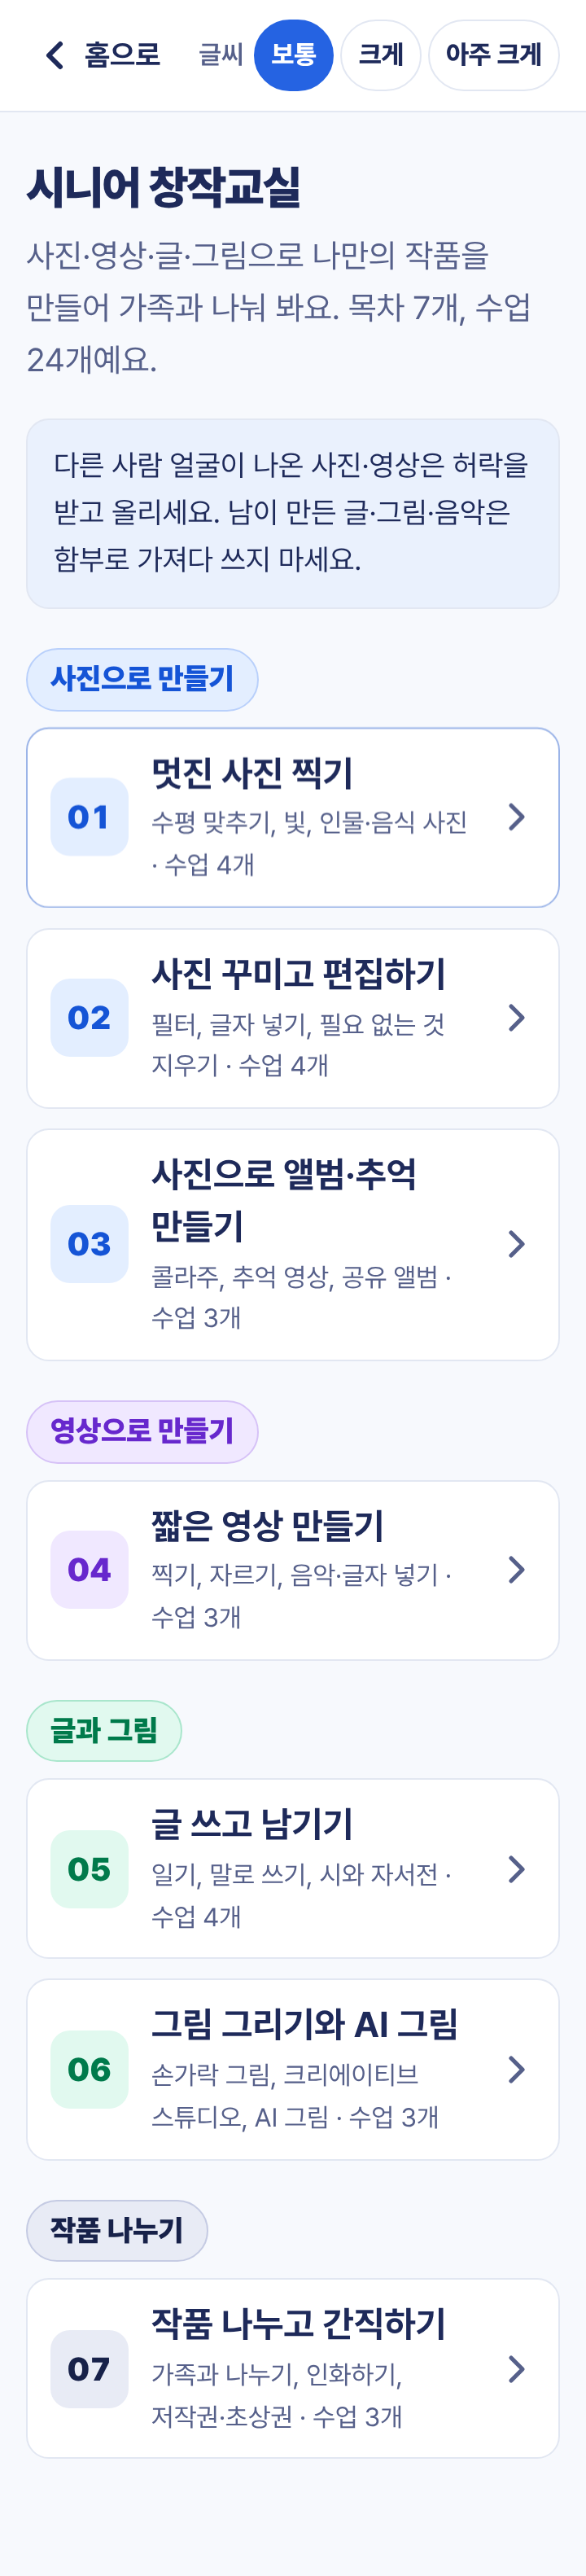 홈으로 글씨 보통 크게 아주 크게
시니어 창작교실
사진·영상·글·그림으로 나만의 작품을
만들어 가족과 나눠 봐요. 목차 7개, 수업
24개예요.
다른 사람 얼굴이 나온 사진·영상은 허락을
받고 올리세요. 남이 만든 글·그림·음악은
함부로 가져다 쓰지 마세요.
사진으로 만들기
01
멋진 사진 찍기
수평 맞추기, 빛, 인물·음식 사진
· 수업 4개
02
사진 꾸미고 편집하기
필터, 글자 넣기, 필요 없는 것
지우기 · 수업 4개
03
사진으로 앨범·추억
만들기
콜라주, 추억 영상, 공유 앨범 ·
수업 3개
영상으로 만들기
04
짧은 영상 만들기
찍기, 자르기, 음악·글자 넣기 ·
수업 3개
글과 그림
05
글 쓰고 남기기
일기, 말로 쓰기, 시와 자서전 ·
수업 4개
06
그림 그리기와 AI 그림
손가락 그림, 크리에이티브
스튜디오, AI 그림 · 수업 3개
작품 나누기
07
작품 나누고 간직하기
가족과 나누기, 인화하기,
저작권·초상권 · 수업 3개